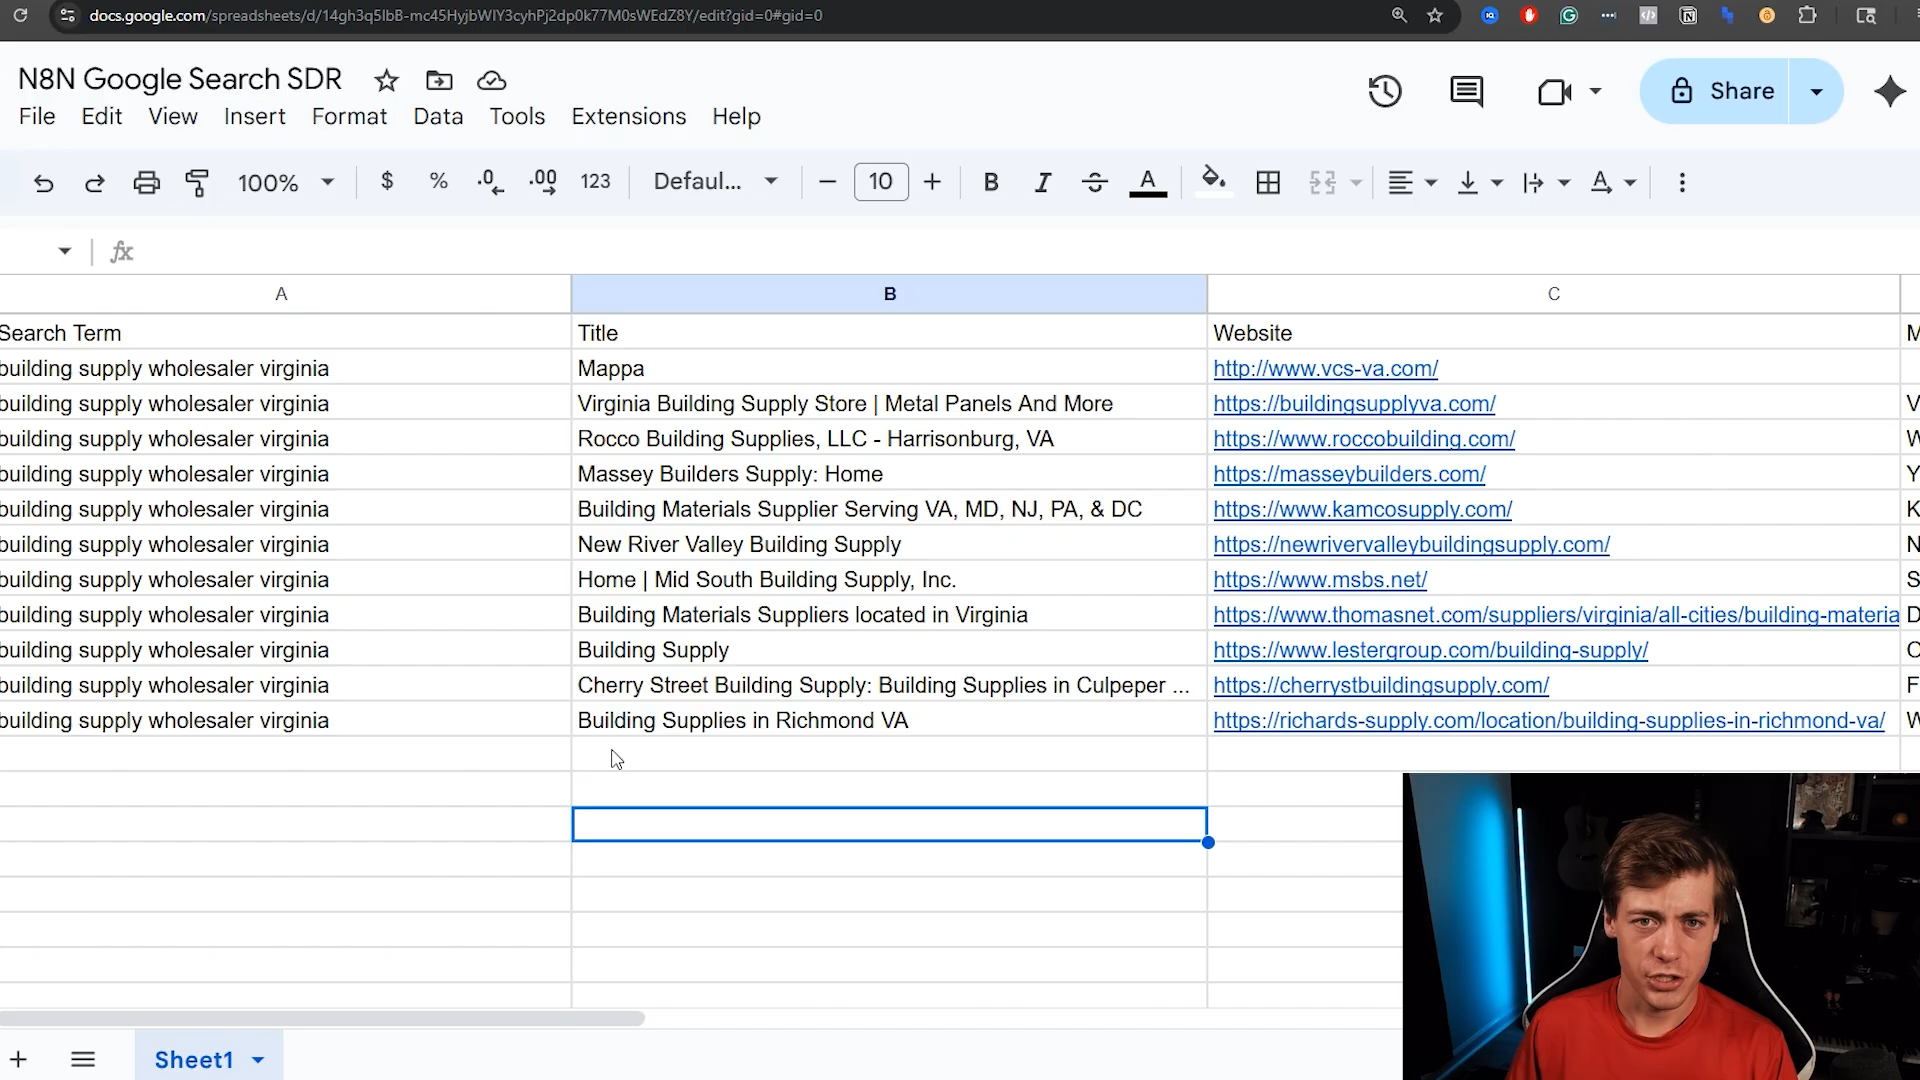 docs.google.com/spreadsheets/d/14gh3q5lbB-mc45HyjbWlY3cyhPj2dp0k77M0sWEdZ8Y/edit?gid=0#gid=0
N8N Google Search SDR
Share
File Edit View Insert Format Data Tools Extensions Help
100% $ % .0 .00 123 Defaul... 10 B I S A A
fx
A B C
Search Term Title Website M
building supply wholesaler virginia Mappa http://www.vcs-va.com/
building supply wholesaler virginia Virginia Building Supply Store | Metal Panels And More https://buildingsupplyva.com/ V
building supply wholesaler virginia Rocco Building Supplies, LLC - Harrisonburg, VA https://www.roccobuilding.com/ W
building supply wholesaler virginia Massey Builders Supply: Home https://masseybuilders.com/ Y
building supply wholesaler virginia Building Materials Supplier Serving VA, MD, NJ, PA, & DC https://www.kamcosupply.com/ K
building supply wholesaler virginia New River Valley Building Supply https://newrivervalleybuildingsupply.com/ N
building supply wholesaler virginia Home | Mid South Building Supply, Inc. https://www.msbs.net/ S
building supply wholesaler virginia Building Materials Suppliers located in Virginia https://www.thomasnet.com/suppliers/virginia/all-cities/building-materia D
building supply wholesaler virginia Building Supply https://www.lestergroup.com/building-supply/
building supply wholesaler virginia Cherry Street Building Supply: Building Supplies in Culpeper ... https://cherrystbuildingsupply.com/ F
building supply wholesaler virginia Building Supplies in Richmond VA https://richards-supply.com/location/building-supplies-in-richmond-va/ W
Sheet1